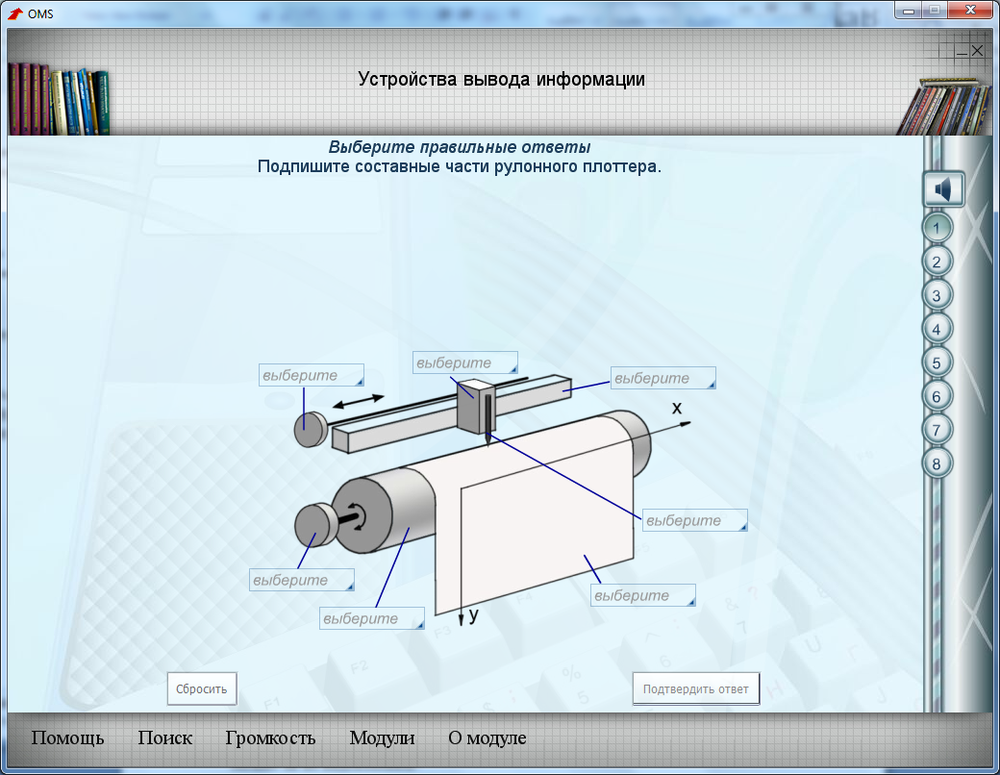 OMS
Устройства вывода информации
Выберите правильные ответы
Подпишите составные части рулонного плоттера.
1
2
3
4
5
6
7
8
выберите
выберите
выберите
x
выберите
выберите
выберите
выберите
y
Сбросить
Подтвердить ответ
Помощь Поиск Громкость Модули О модуле